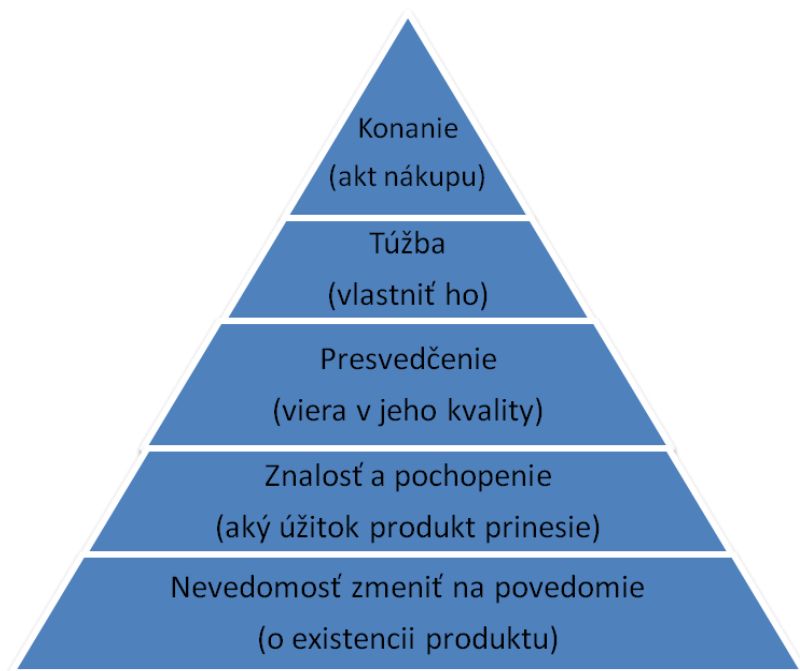 Konanie
(akt nákupu)
Túžba
(vlastniť ho)
Presvedčenie
(viera v jeho kvality)
Znalosť a pochopenie
(aký úžitok produkt prinesie)
Nevedomosť zmeniť na povedomie
(o existencii produktu)